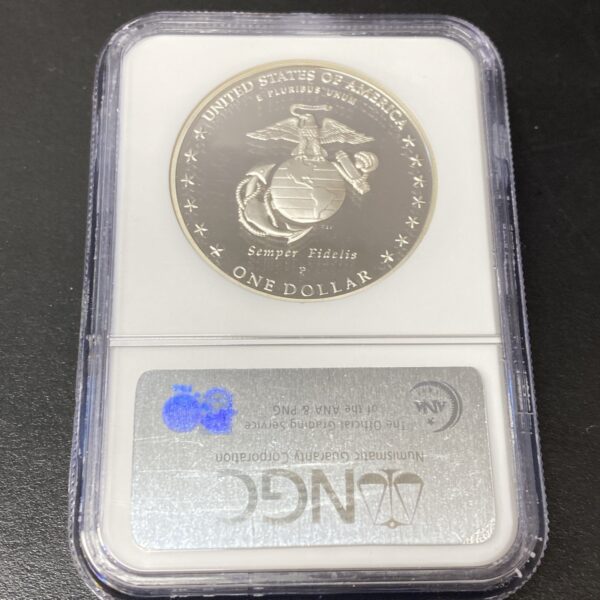 UNITED STATES OF AMERICA
E PLURIBUS UNUM
Semper Fidelis
P
ONE DOLLAR
NGC
Numismatic Guaranty Corporation
The Official Grading Service
of the ANA & PNG
ANA